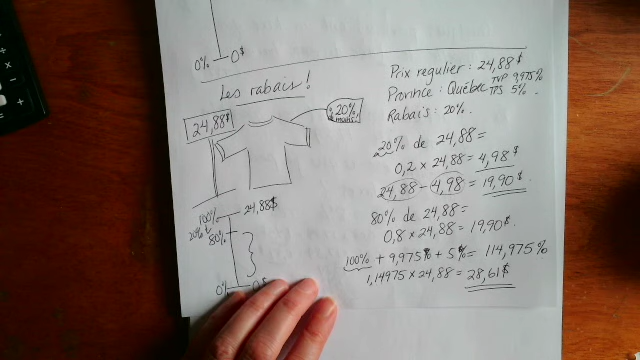 0% 0$
Les rabais!
24,88$
20%
de moins!
100% 24,88$
20%
80%
0%
Prix regulier : 24,88$
Province : Québec TVP 9,975%
TPS 5%.
Rabais : 20%.
20% de 24,88 =
0,2 x 24,88 = 4,98$
24,88 - 4,98 = 19,90$.
80% de 24,88 =
0,8 x 24,88 = 19,90$.
100% + 9,975% + 5% = 114,975%
1,14975 x 24,88 = 28,61$